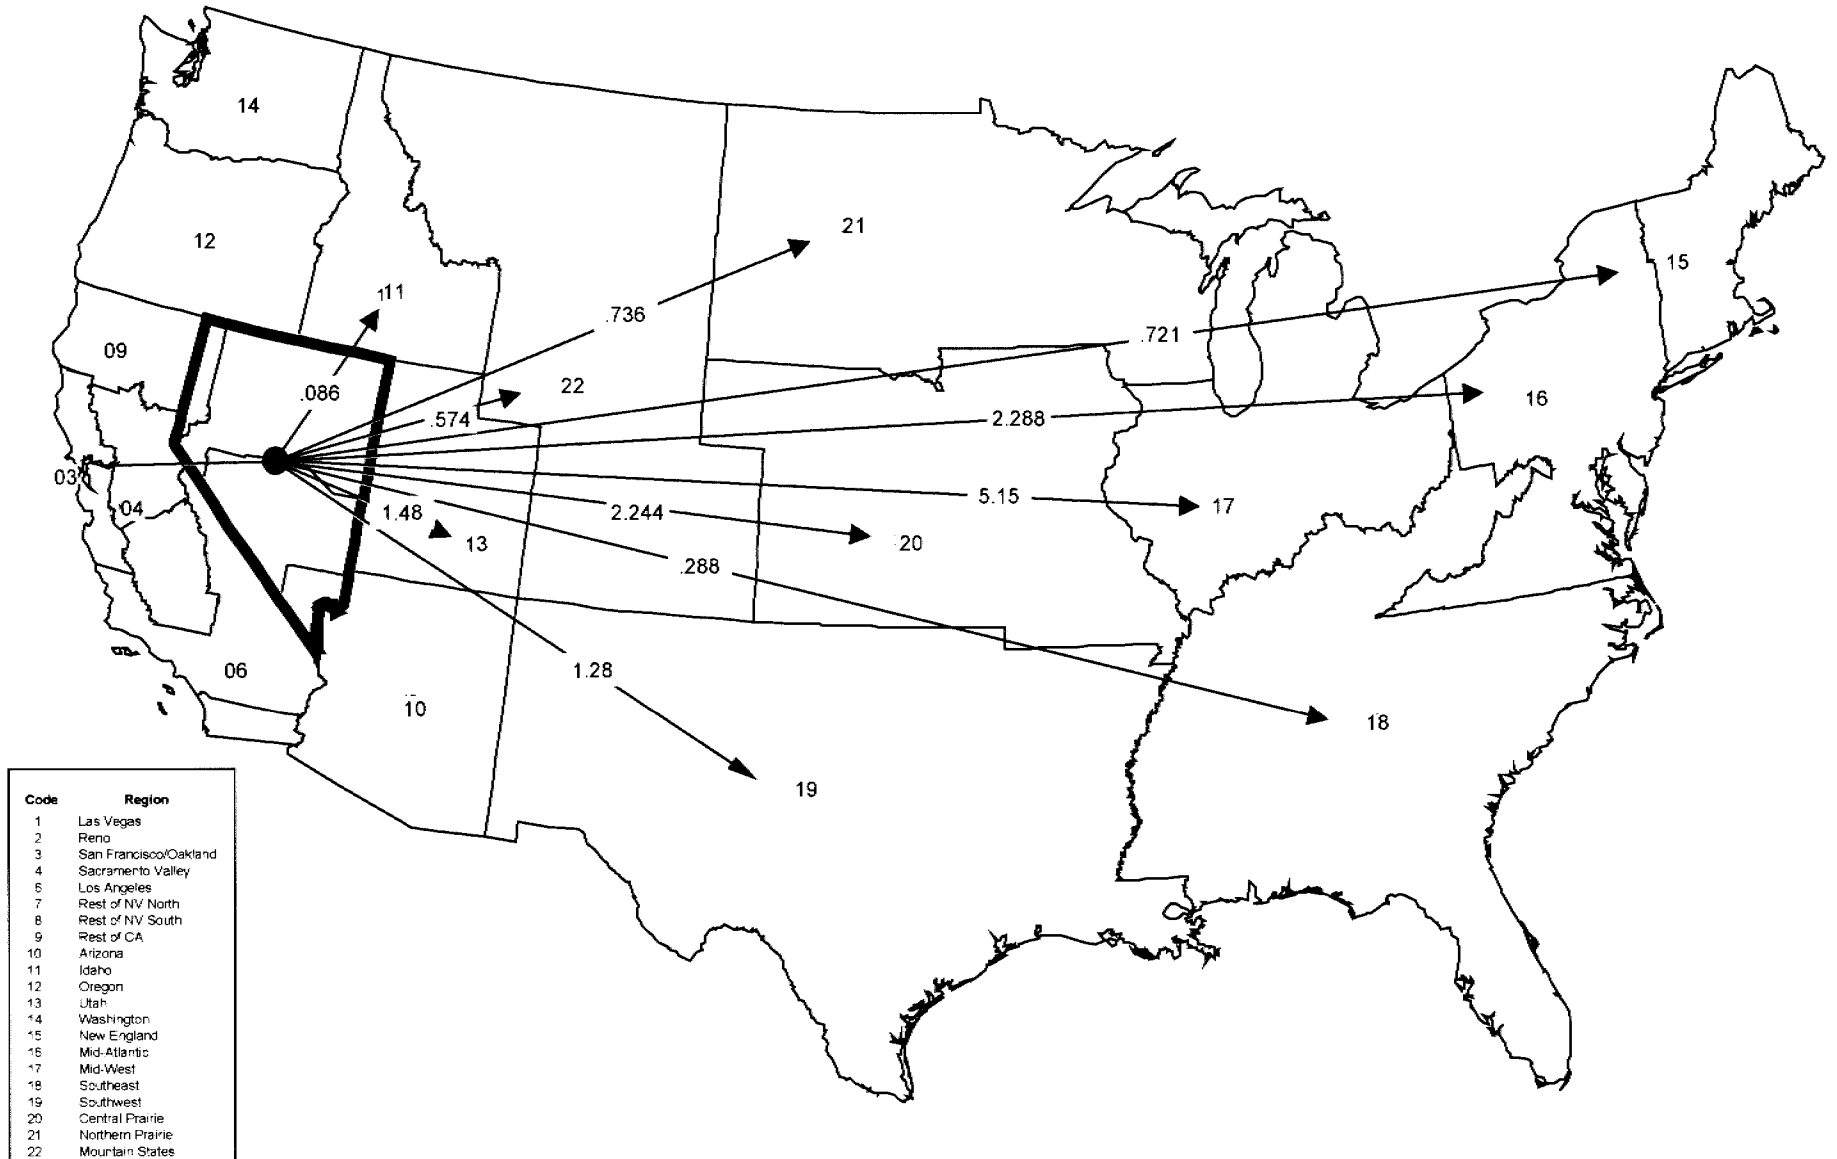 14
21
12
15
11
.736
.721
09
22
.086
16
.574
2.288
03
5.15
17
04
1.48
2.244
20
13
.288
1.28
06
10
18
19
Code Region
1 Las Vegas
2 Reno
3 San Francisco/Oakland
4 Sacramento Valley
6 Los Angeles
7 Rest of NV North
8 Rest of NV South
9 Rest of CA
10 Arizona
11 Idaho
12 Oregon
13 Utah
14 Washington
15 New England
16 Mid-Atlantic
17 Mid-West
18 Southeast
19 Southwest
20 Central Prairie
21 Northern Prairie
22 Mountain States